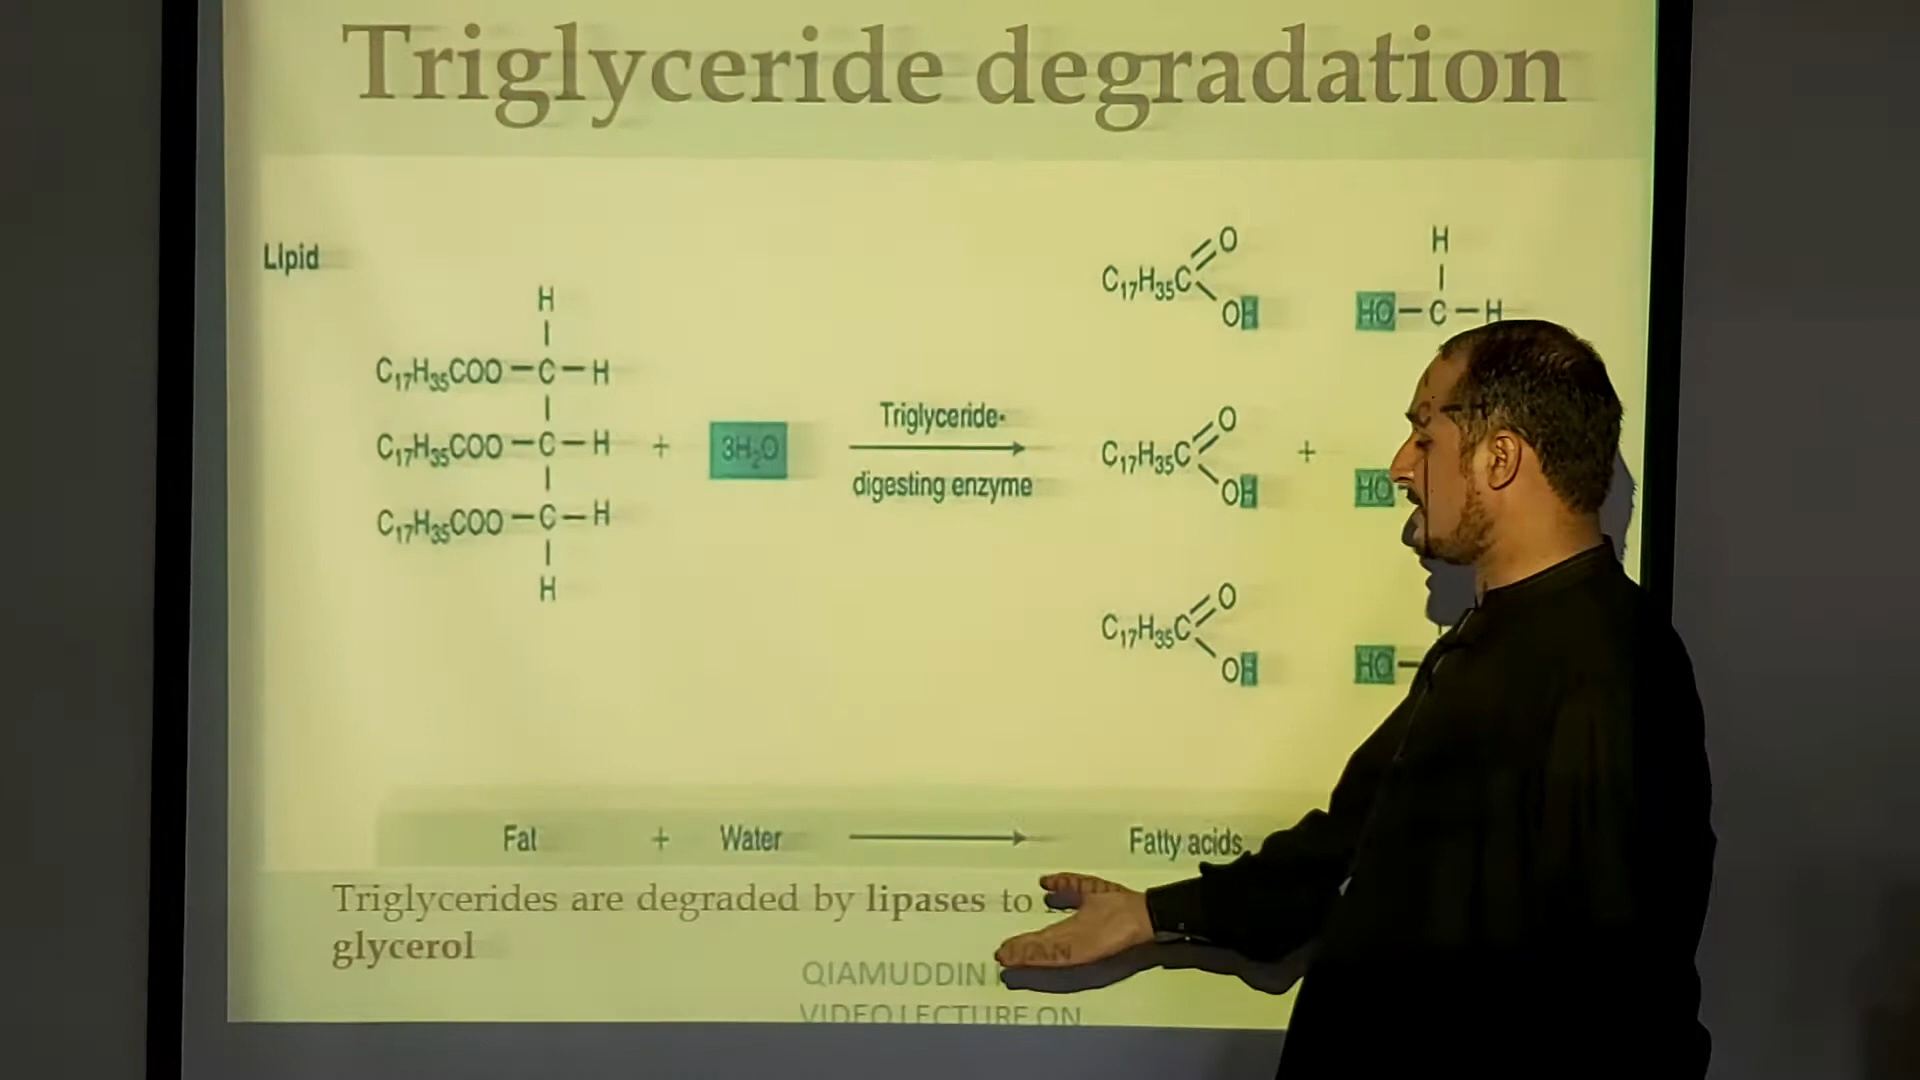 Triglyceride degradation
Lipid
H
C₁₇H₃₅COO – C – H
C₁₇H₃₅COO – C – H + 3H₂O
C₁₇H₃₅COO – C – H
H
Triglyceride-
digesting enzyme
C₁₇H₃₅C O
OH
C₁₇H₃₅C O
OH
C₁₇H₃₅C O
OH
+
H
HO – C – H
HO
HO
Fat + Water Fatty acids
Triglycerides are degraded by lipases to
glycerol
QIAMUDDIN
VIDEO LECTURE ON